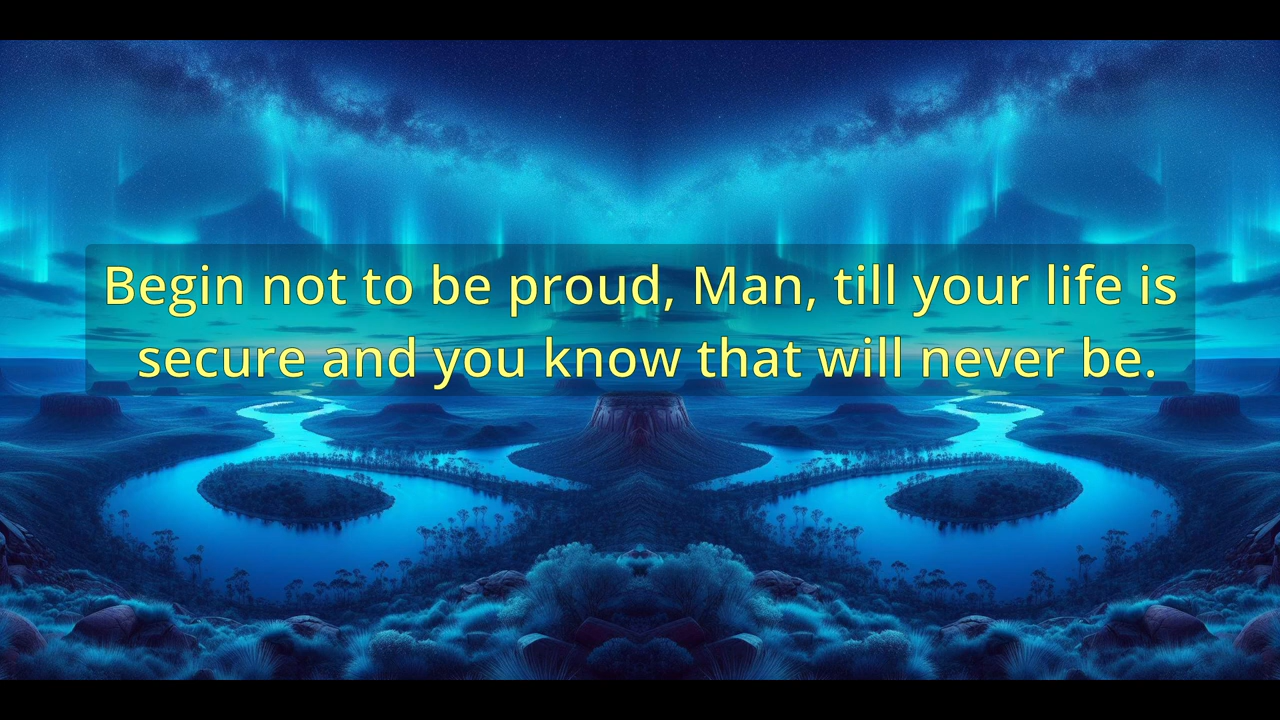 Begin not to be proud, Man, till your life is
secure and you know that will never be.